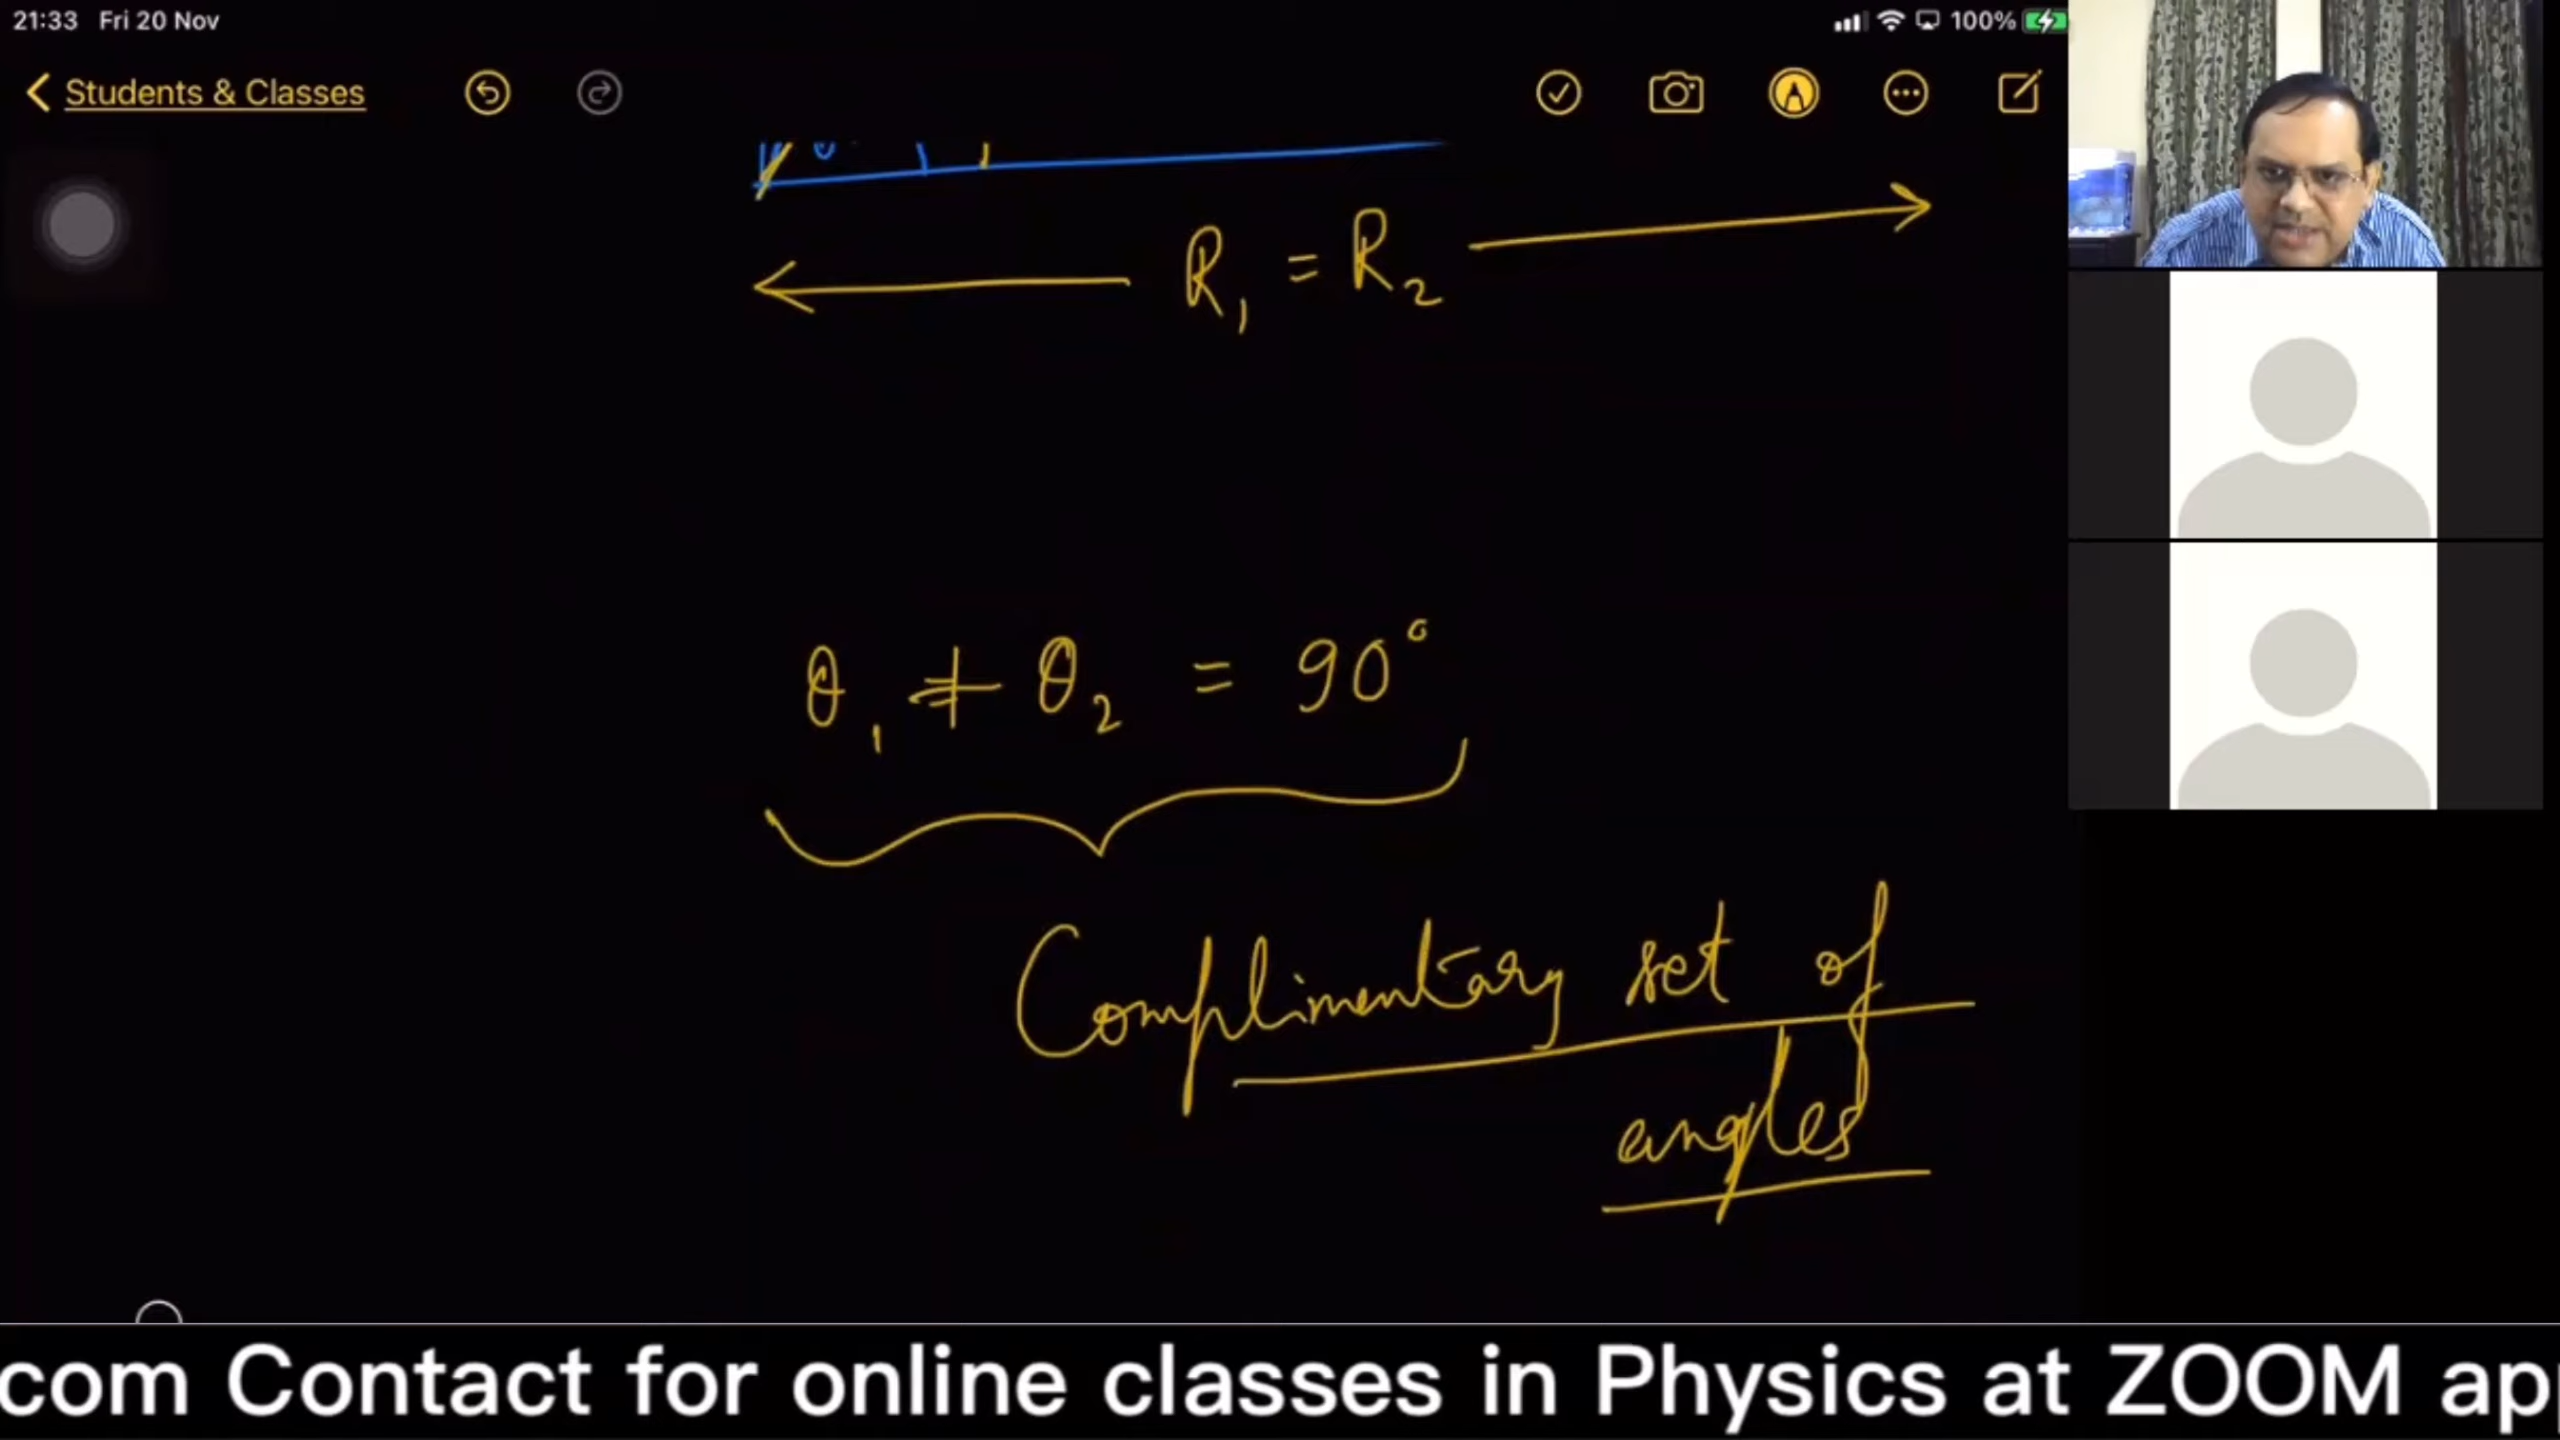 21:33 Fri 20 Nov 100%
Students & Classes
R₁ = R₂
θ₁ + θ₂ = 90°
Complimentary set of
angles
com Contact for online classes in Physics at ZOOM ap